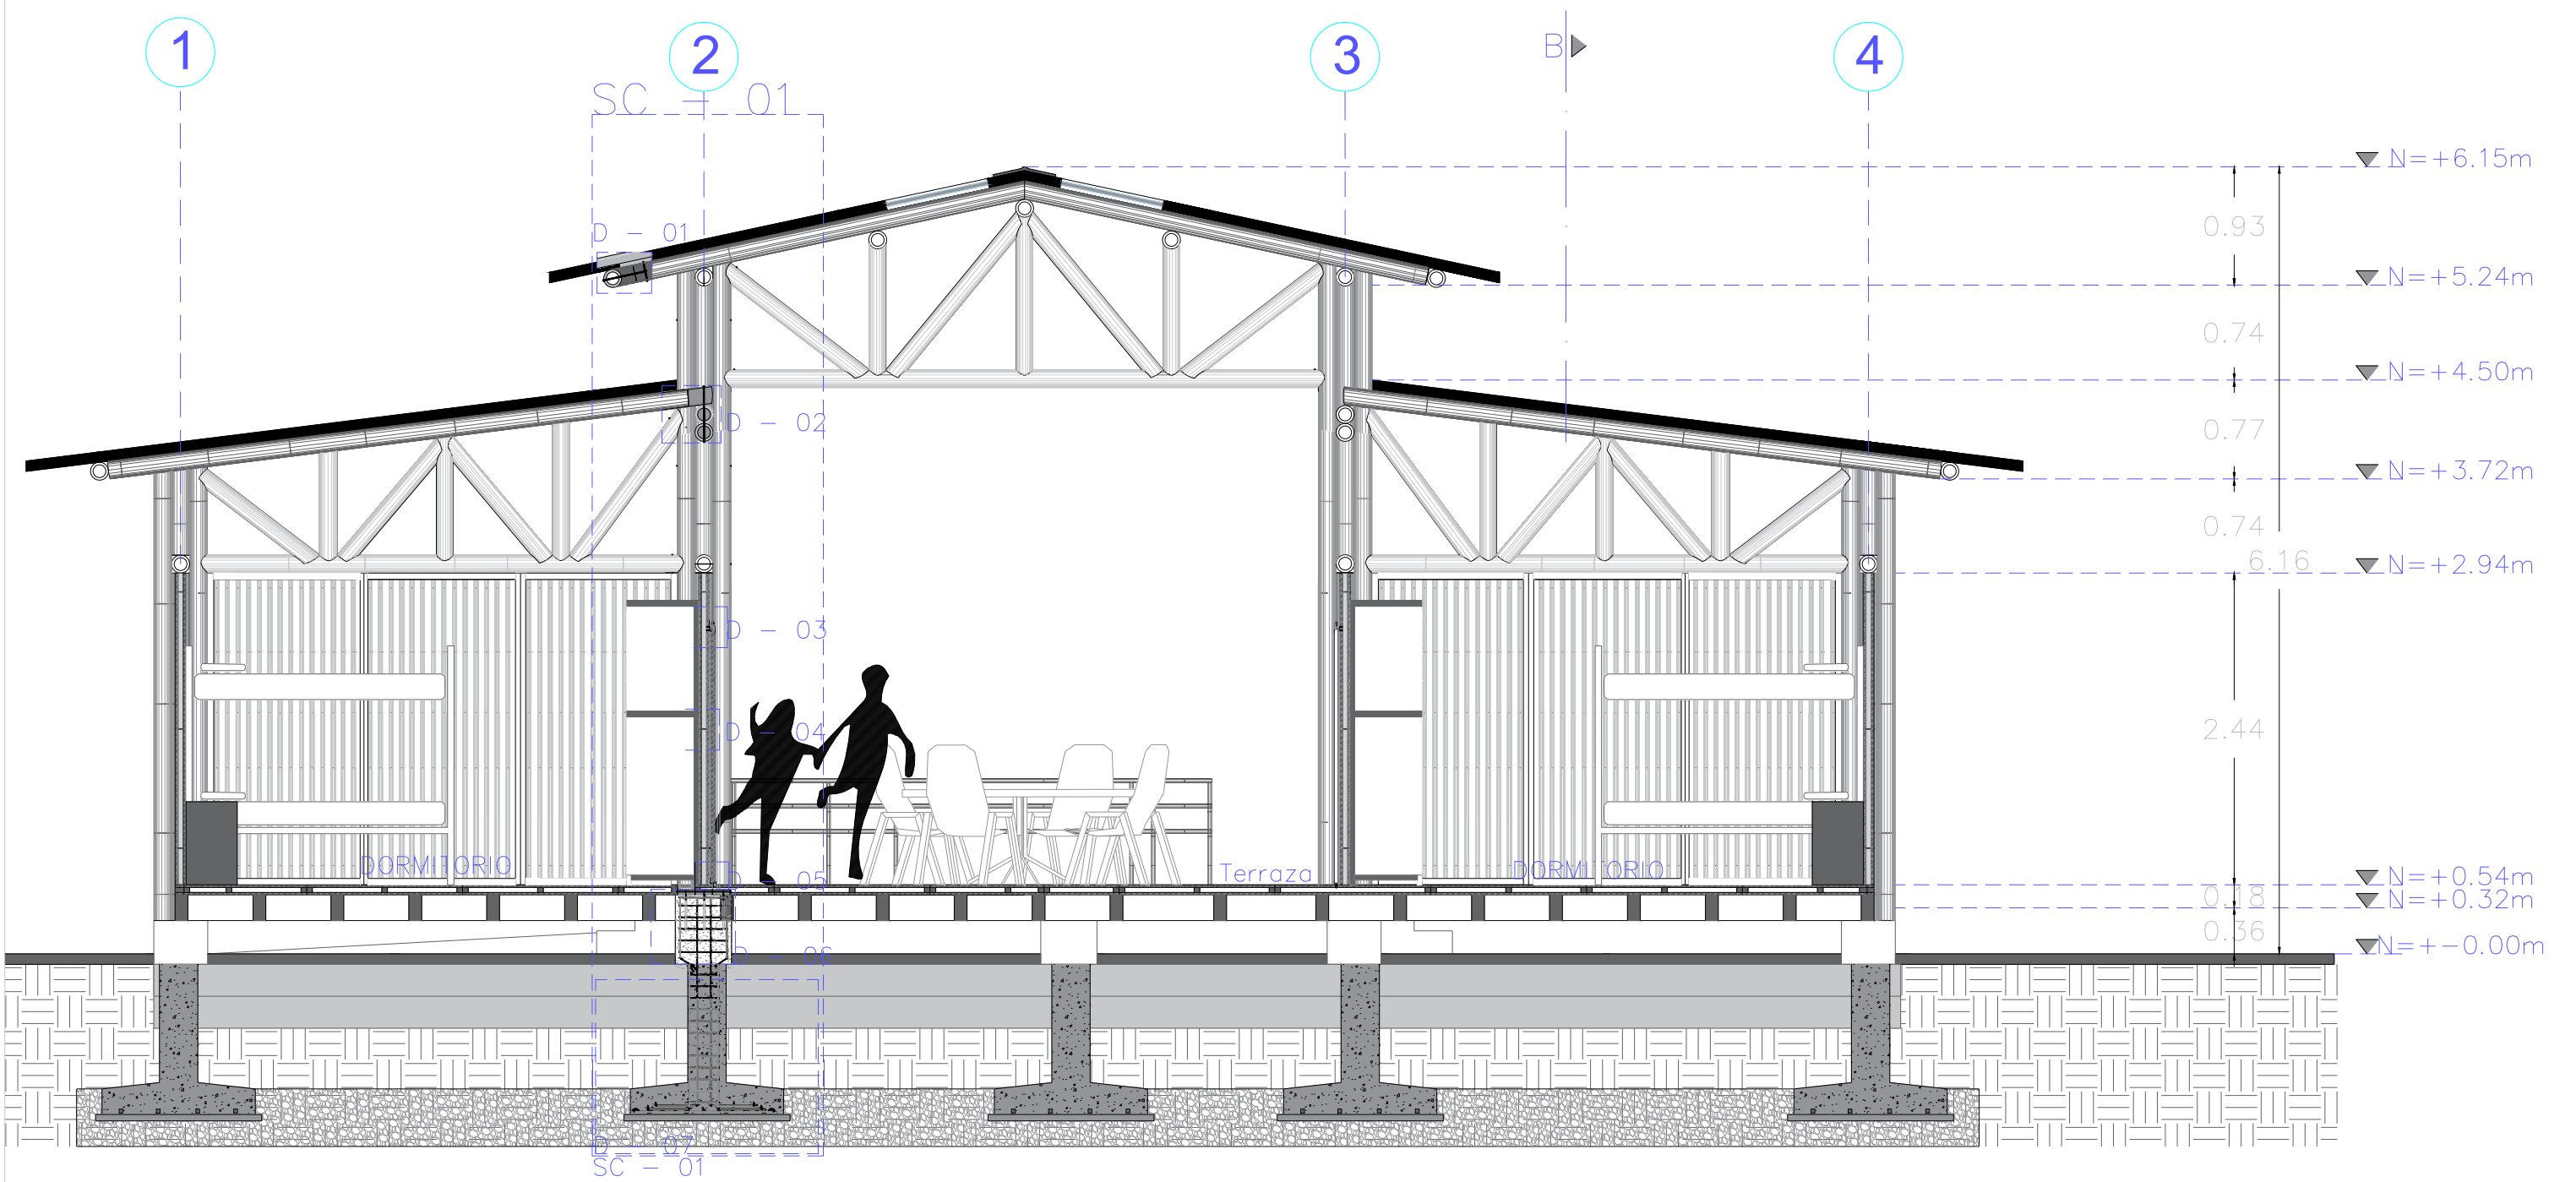 1
2
3
B
4
SC - 01
N=+6.15m
0.93
D - 01
N=+5.24m
0.74
N=+4.50m
D - 02
0.77
N=+3.72m
0.74
6.16
N=+2.94m
D - 03
2.44
D - 04
DORMITORIO
Terraza
DORMITORIO
D - 05
N=+0.54m
0.18
N=+0.32m
0.36
D - 06
N=+-0.00m
D - 07
SC - 01